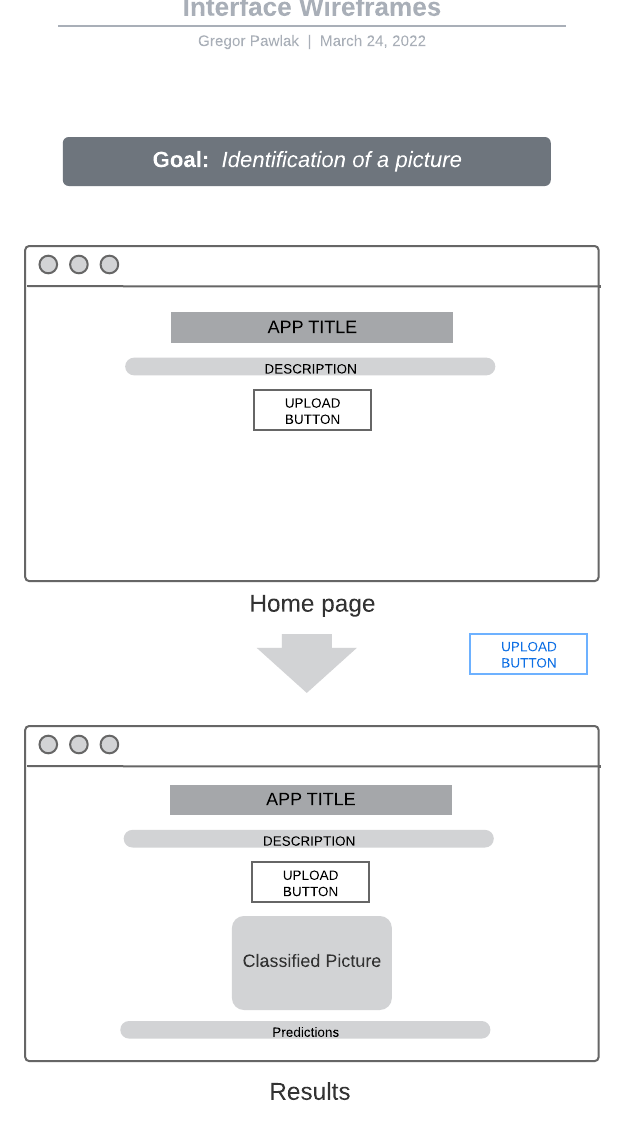 Interface Wireframes
Gregor Pawlak | March 24, 2022
Goal: Identification of a picture
APP TITLE
DESCRIPTION
UPLOAD
BUTTON
Home page
UPLOAD
BUTTON
APP TITLE
DESCRIPTION
UPLOAD
BUTTON
Classified Picture
Predictions
Results